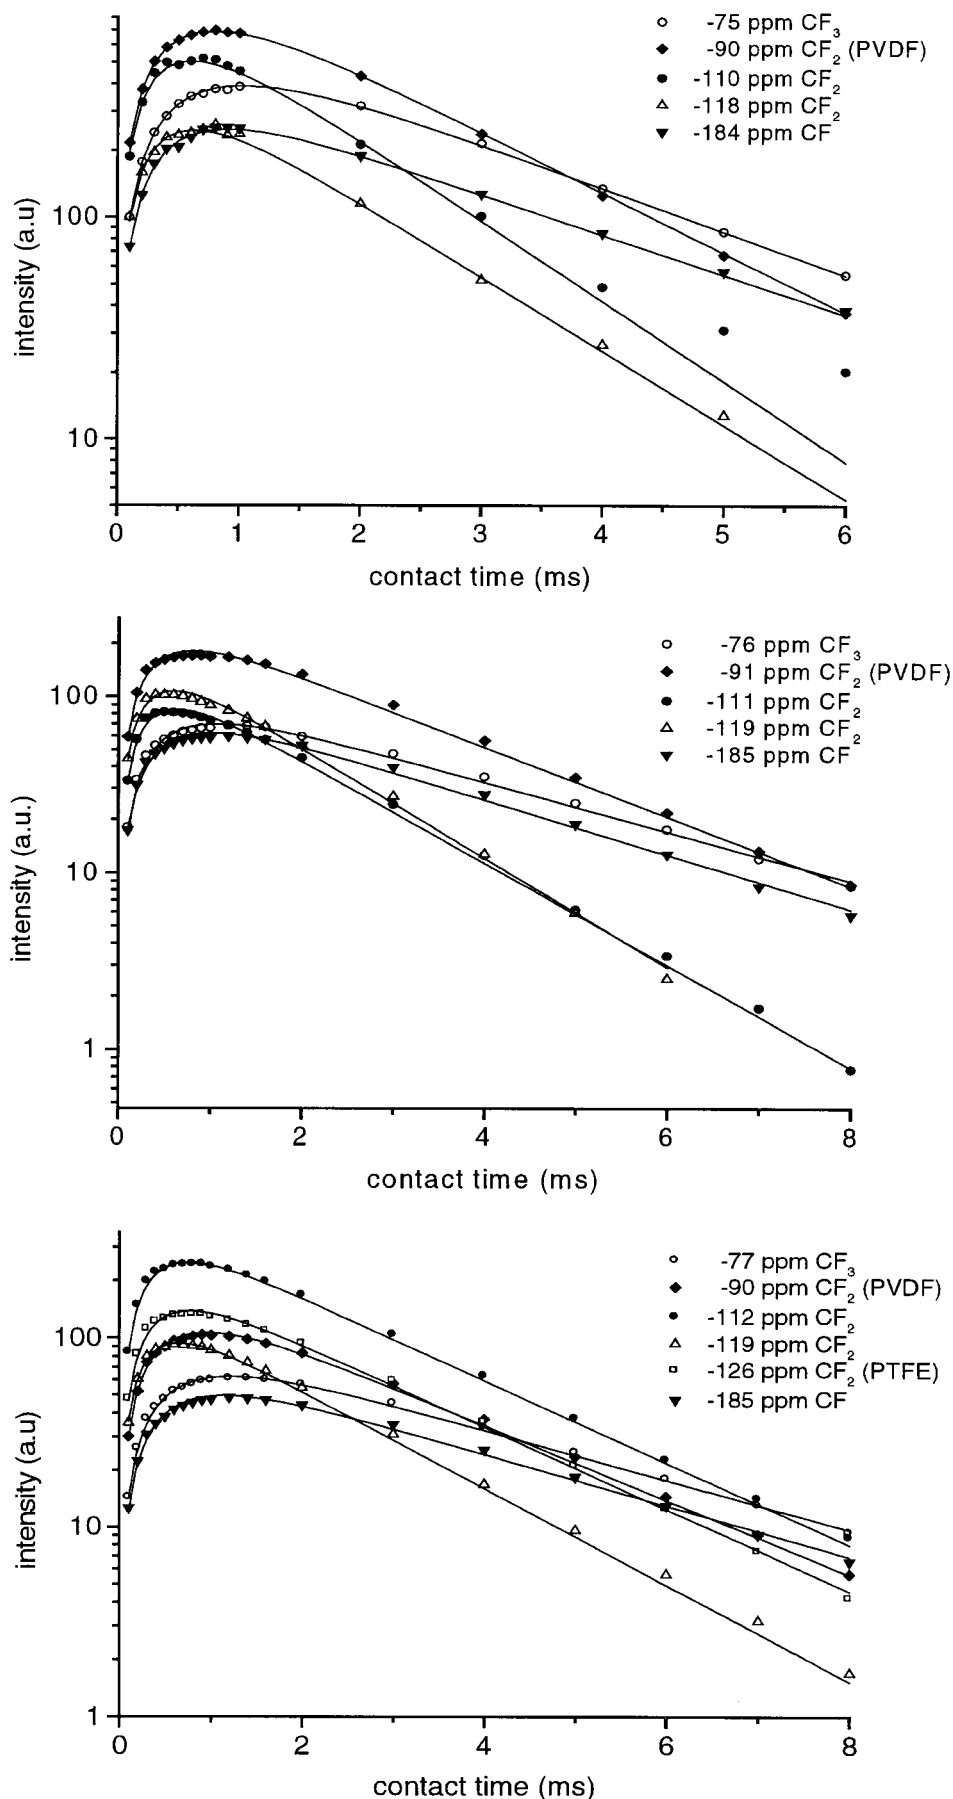 -75 ppm CF₃
-90 ppm CF₂ (PVDF)
-110 ppm CF₂
-118 ppm CF₂
-184 ppm CF
100
10
intensity (a.u)
0 1 2 3 4 5 6
contact time (ms)
-76 ppm CF₃
-91 ppm CF₂ (PVDF)
-111 ppm CF₂
-119 ppm CF₂
-185 ppm CF
100
10
1
intensity (a.u.)
0 2 4 6 8
contact time (ms)
-77 ppm CF₃
-90 ppm CF₂ (PVDF)
-112 ppm CF₂
-119 ppm CF₂
-126 ppm CF₂ (PTFE)
-185 ppm CF
100
10
1
intensity (a.u)
0 2 4 6 8
contact time (ms)